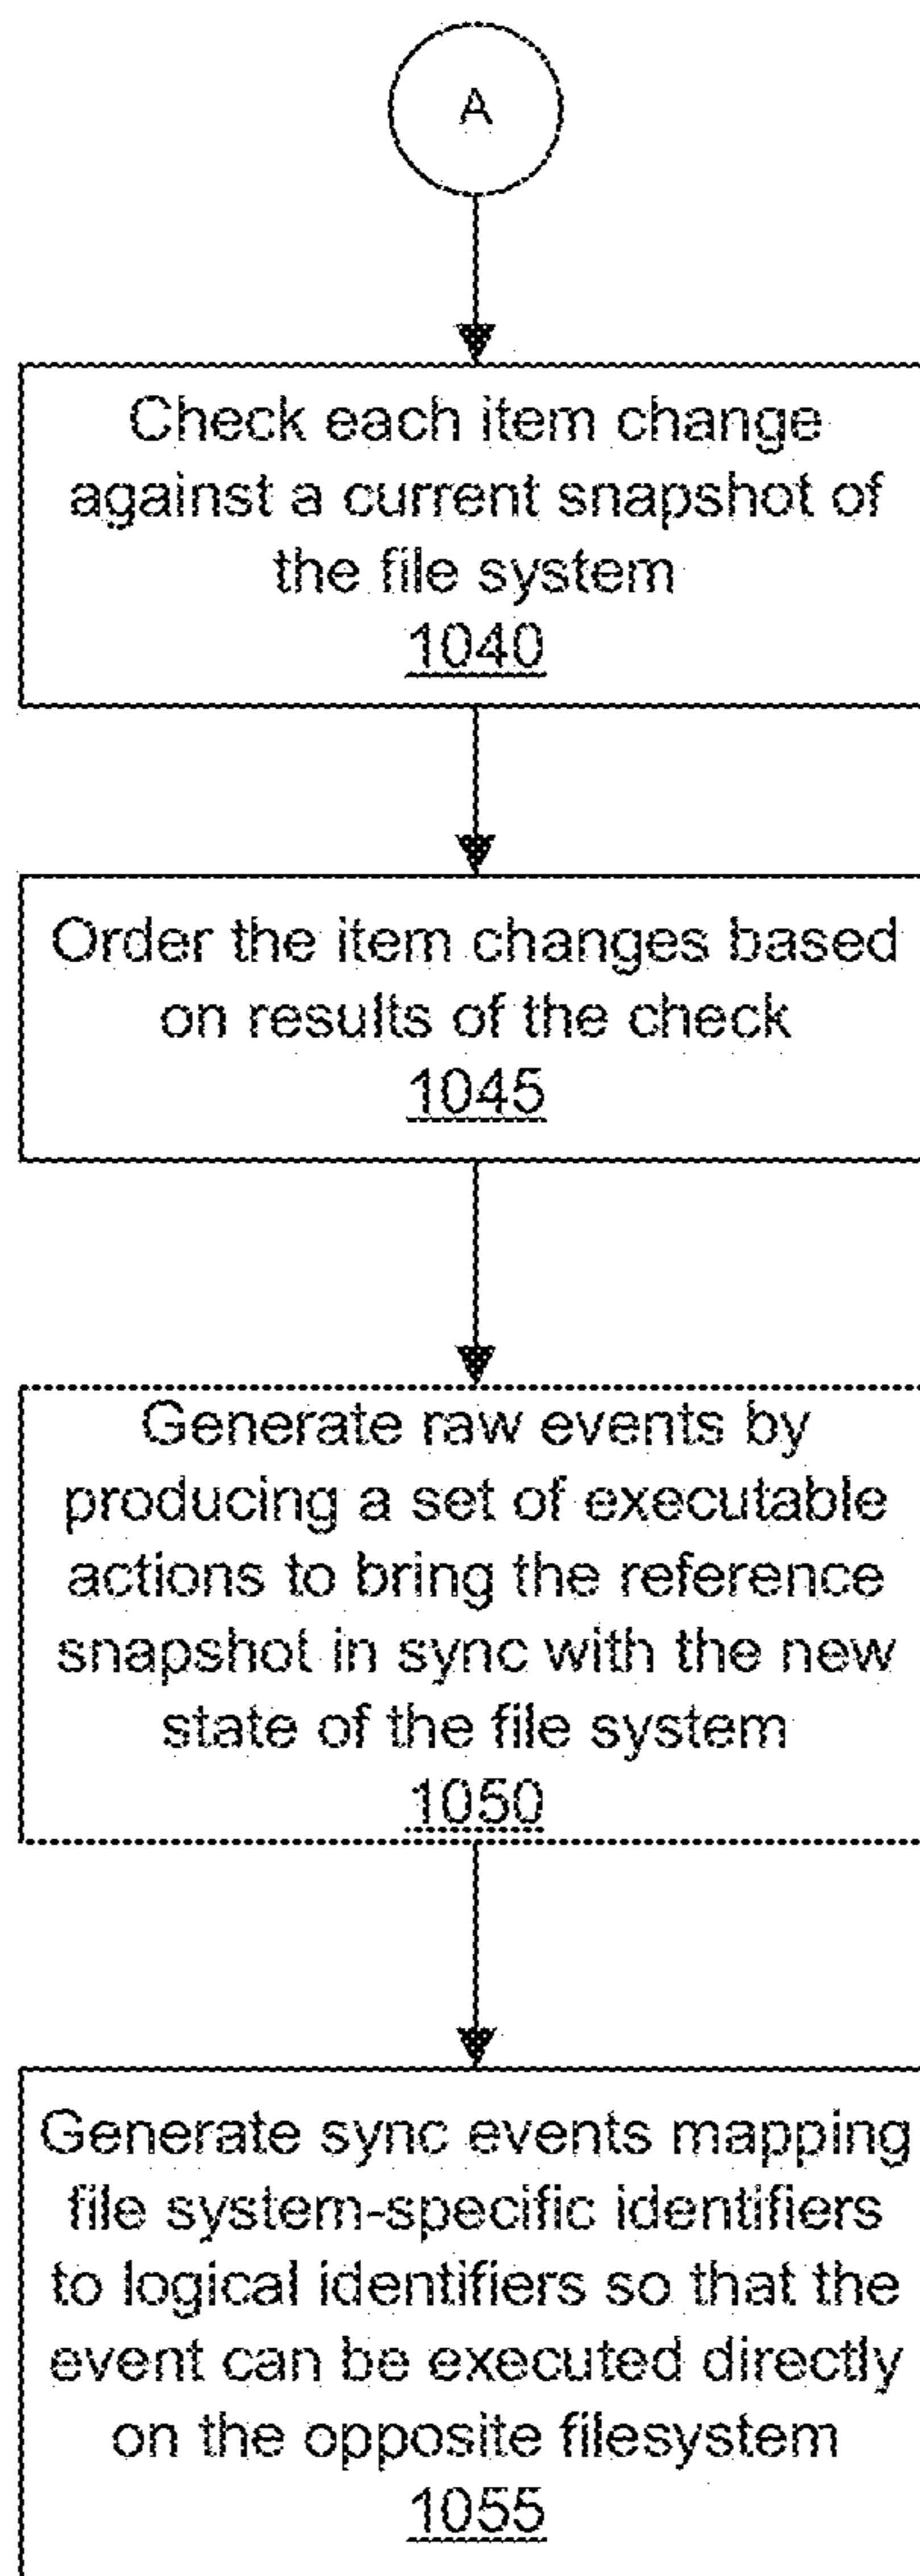 A
Check each item change
against a current snapshot of
the file system
1040
Order the item changes based
on results of the check
1045
Generate raw events by
producing a set of executable
actions to bring the reference
snapshot in sync with the new
state of the file system
1050
Generate sync events mapping
file system-specific identifiers
to logical identifiers so that the
event can be executed directly
on the opposite filesystem
1055